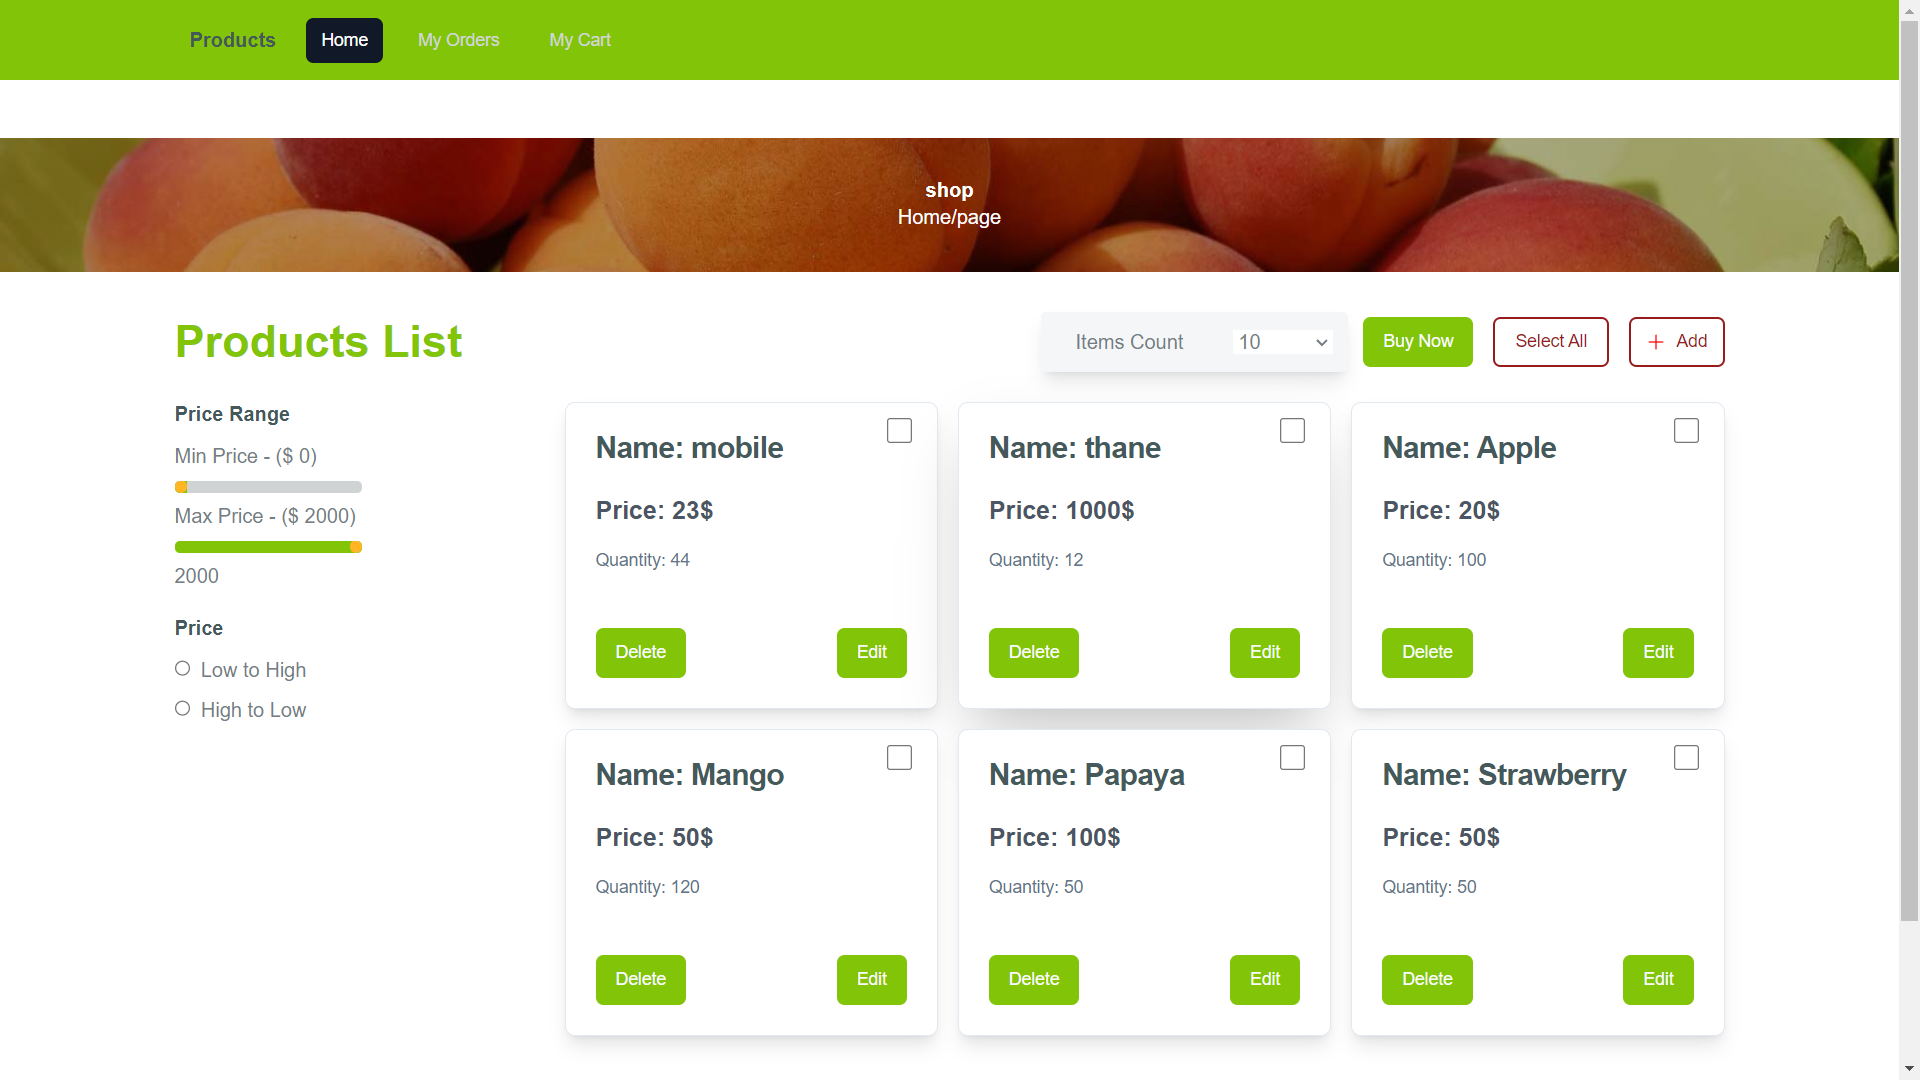 Products Home My Orders My Cart
shop
Home/page
Products List
Items Count 10 Buy Now Select All Add
Price Range
Min Price - ($ 0)
Max Price - ($ 2000)
2000
Price
Low to High
High to Low
Name: mobile
Price: 23$
Quantity: 44
Delete Edit
Name: thane
Price: 1000$
Quantity: 12
Delete Edit
Name: Apple
Price: 20$
Quantity: 100
Delete Edit
Name: Mango
Price: 50$
Quantity: 120
Delete Edit
Name: Papaya
Price: 100$
Quantity: 50
Delete Edit
Name: Strawberry
Price: 50$
Quantity: 50
Delete Edit